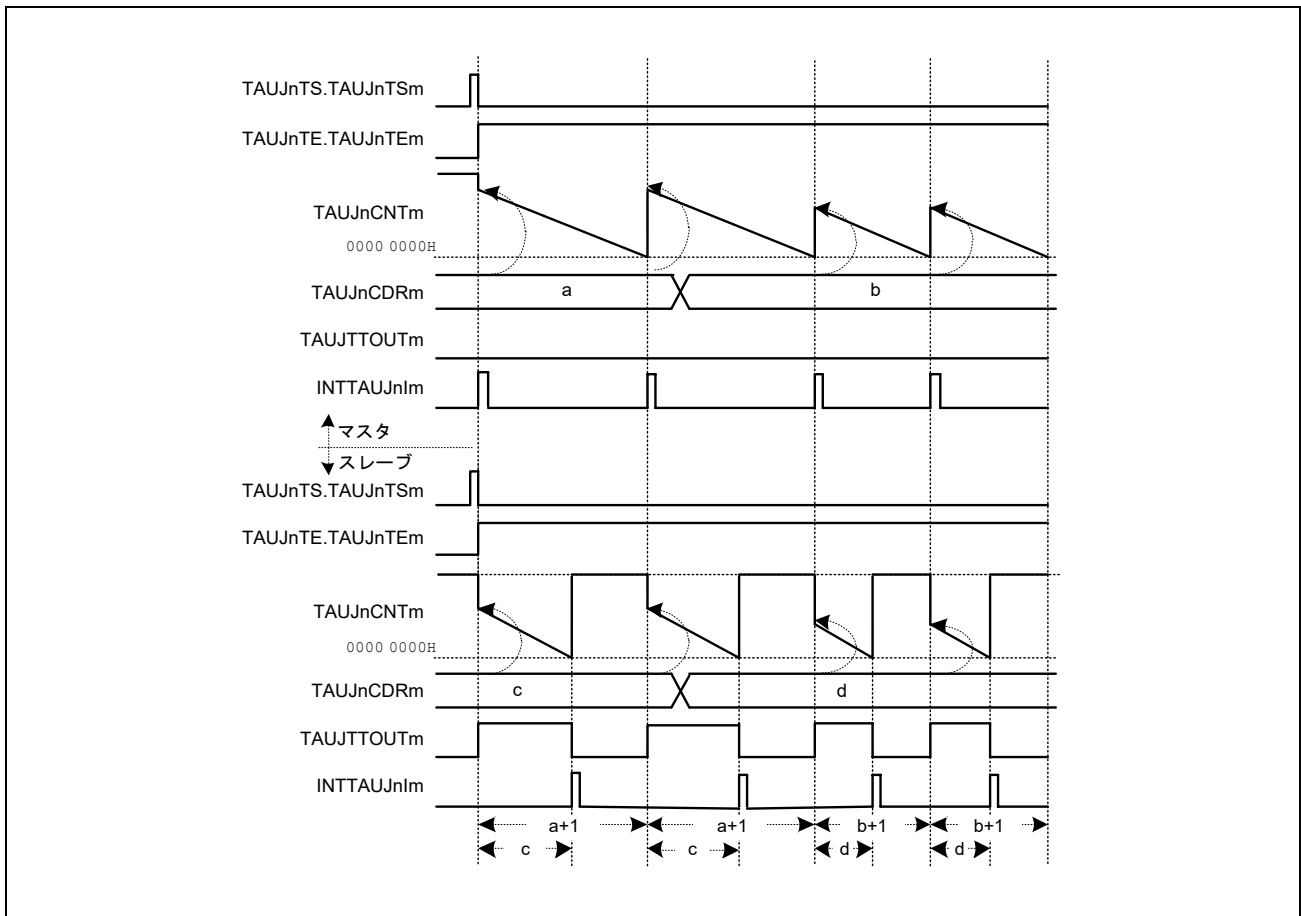 TAUJnTS.TAUJnTSm
TAUJnTE.TAUJnTEm
TAUJnCNTm
0000 0000H
TAUJnCDRm
a
b
TAUJTTOUTm
INTTAUJnIm
マスタ
スレーブ
TAUJnTS.TAUJnTSm
TAUJnTE.TAUJnTEm
TAUJnCNTm
0000 0000H
TAUJnCDRm
c
d
TAUJTTOUTm
INTTAUJnIm
a+1
a+1
b+1
b+1
c
c
d
d